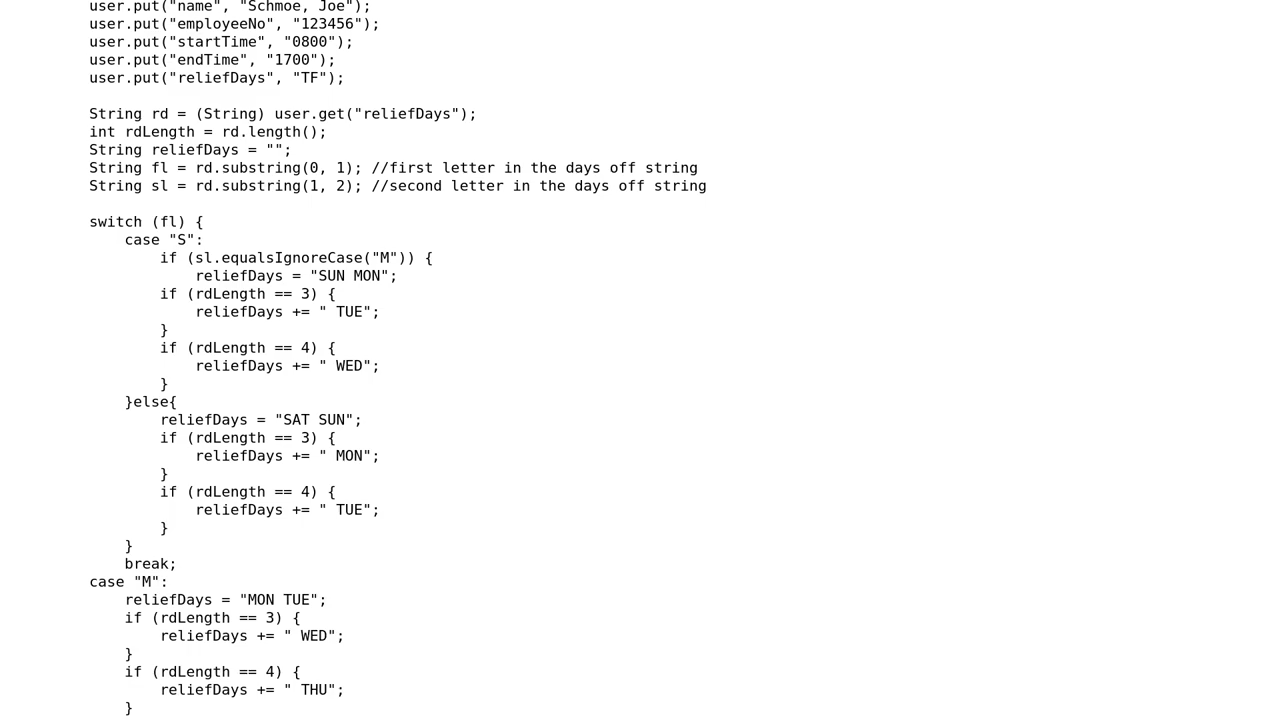 user.put("name", "Schmoe, Joe");
user.put("employeeNo", "123456");
user.put("startTime", "0800");
user.put("endTime", "1700");
user.put("reliefDays", "TF");

String rd = (String) user.get("reliefDays");
int rdLength = rd.length();
String reliefDays = "";
String fl = rd.substring(0, 1); //first letter in the days off string
String sl = rd.substring(1, 2); //second letter in the days off string

switch (fl) {
    case "S":
        if (sl.equalsIgnoreCase("M")) {
            reliefDays = "SUN MON";
        if (rdLength == 3) {
            reliefDays += " TUE";
        }
        if (rdLength == 4) {
            reliefDays += " WED";
        }
    }else{
        reliefDays = "SAT SUN";
        if (rdLength == 3) {
            reliefDays += " MON";
        }
        if (rdLength == 4) {
            reliefDays += " TUE";
        }
    }
    break;
case "M":
    reliefDays = "MON TUE";
    if (rdLength == 3) {
        reliefDays += " WED";
    }
    if (rdLength == 4) {
        reliefDays += " THU";
    }